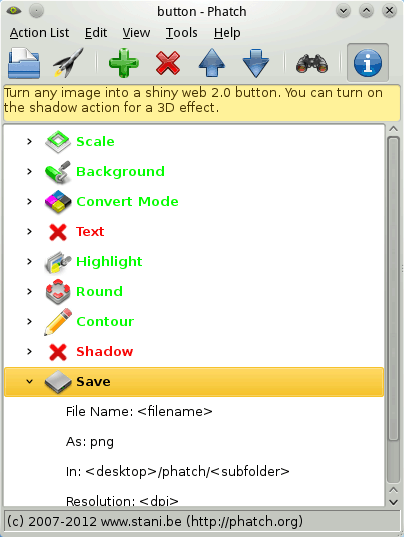 button - Phatch
Action List Edit View Tools Help
Turn any image into a shiny web 2.0 button. You can turn on
the shadow action for a 3D effect.
Scale
Background
Convert Mode
Text
Highlight
Round
Contour
Shadow
Save
File Name: <filename>
As: png
In: <desktop>/phatch/<subfolder>
Resolution: <dpi>
(c) 2007-2012 www.stani.be (http://phatch.org)